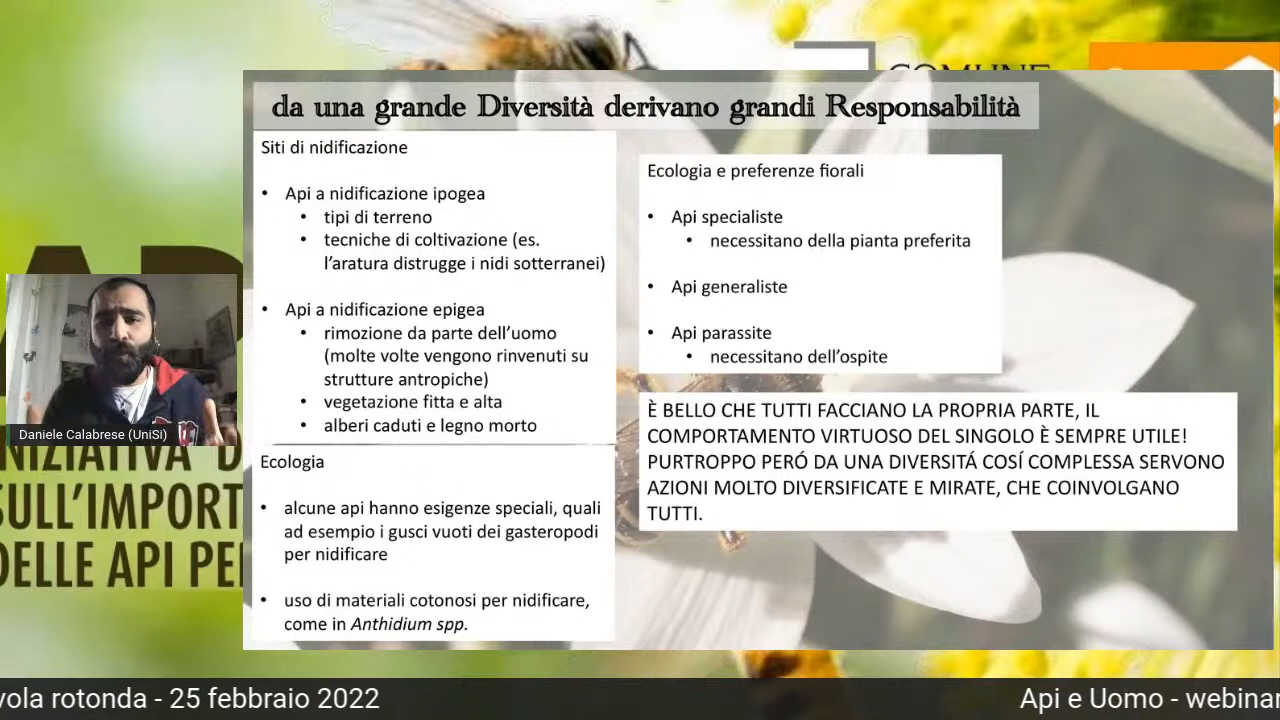 COMUNE
da una grande Diversità derivano grandi Responsabilità
Siti di nidificazione
• Api a nidificazione ipogea
• tipi di terreno
• tecniche di coltivazione (es.
l’aratura distrugge i nidi sotterranei)
• Api a nidificazione epigea
• rimozione da parte dell’uomo
(molte volte vengono rinvenuti su
strutture antropiche)
• vegetazione fitta e alta
• alberi caduti e legno morto
Ecologia
• alcune api hanno esigenze speciali, quali
ad esempio i gusci vuoti dei gasteropodi
per nidificare
• uso di materiali cotonosi per nidificare,
come in Anthidium spp.
Ecologia e preferenze fiorali
• Api specialiste
• necessitano della pianta preferita
• Api generaliste
• Api parassite
• necessitano dell’ospite
È BELLO CHE TUTTI FACCIANO LA PROPRIA PARTE, IL
COMPORTAMENTO VIRTUOSO DEL SINGOLO È SEMPRE UTILE!
PURTROPPO PERÓ DA UNA DIVERSITÁ COSÍ COMPLESSA SERVONO
AZIONI MOLTO DIVERSIFICATE E MIRATE, CHE COINVOLGANO
TUTTI.
Daniele Calabrese (UniSi)
NIZIATIVA D
SULL’IMPORT
DELLE API PE
vola rotonda - 25 febbraio 2022
Api e Uomo - webinar